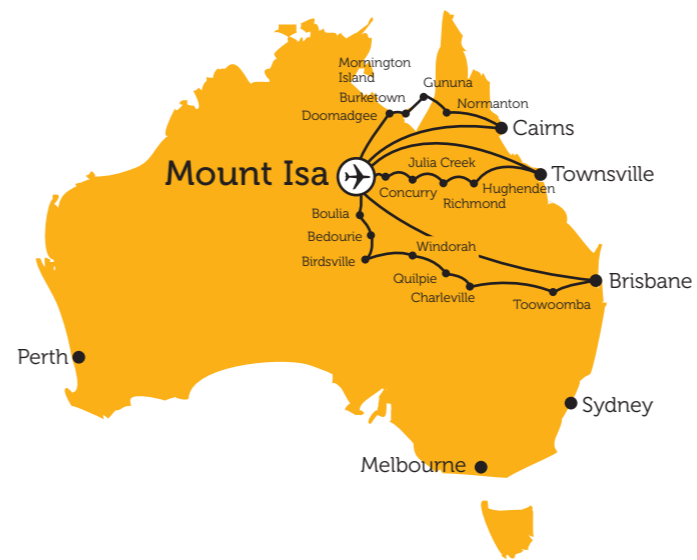 Mornington
Island
Gununa
Burketown
Normanton
Doomadgee
Cairns
Mount Isa
Julia Creek
Townsville
Concurry
Hughenden
Richmond
Boulia
Bedourie
Windorah
Birdsville
Quilpie
Brisbane
Charleville
Toowoomba
Perth
Sydney
Melbourne